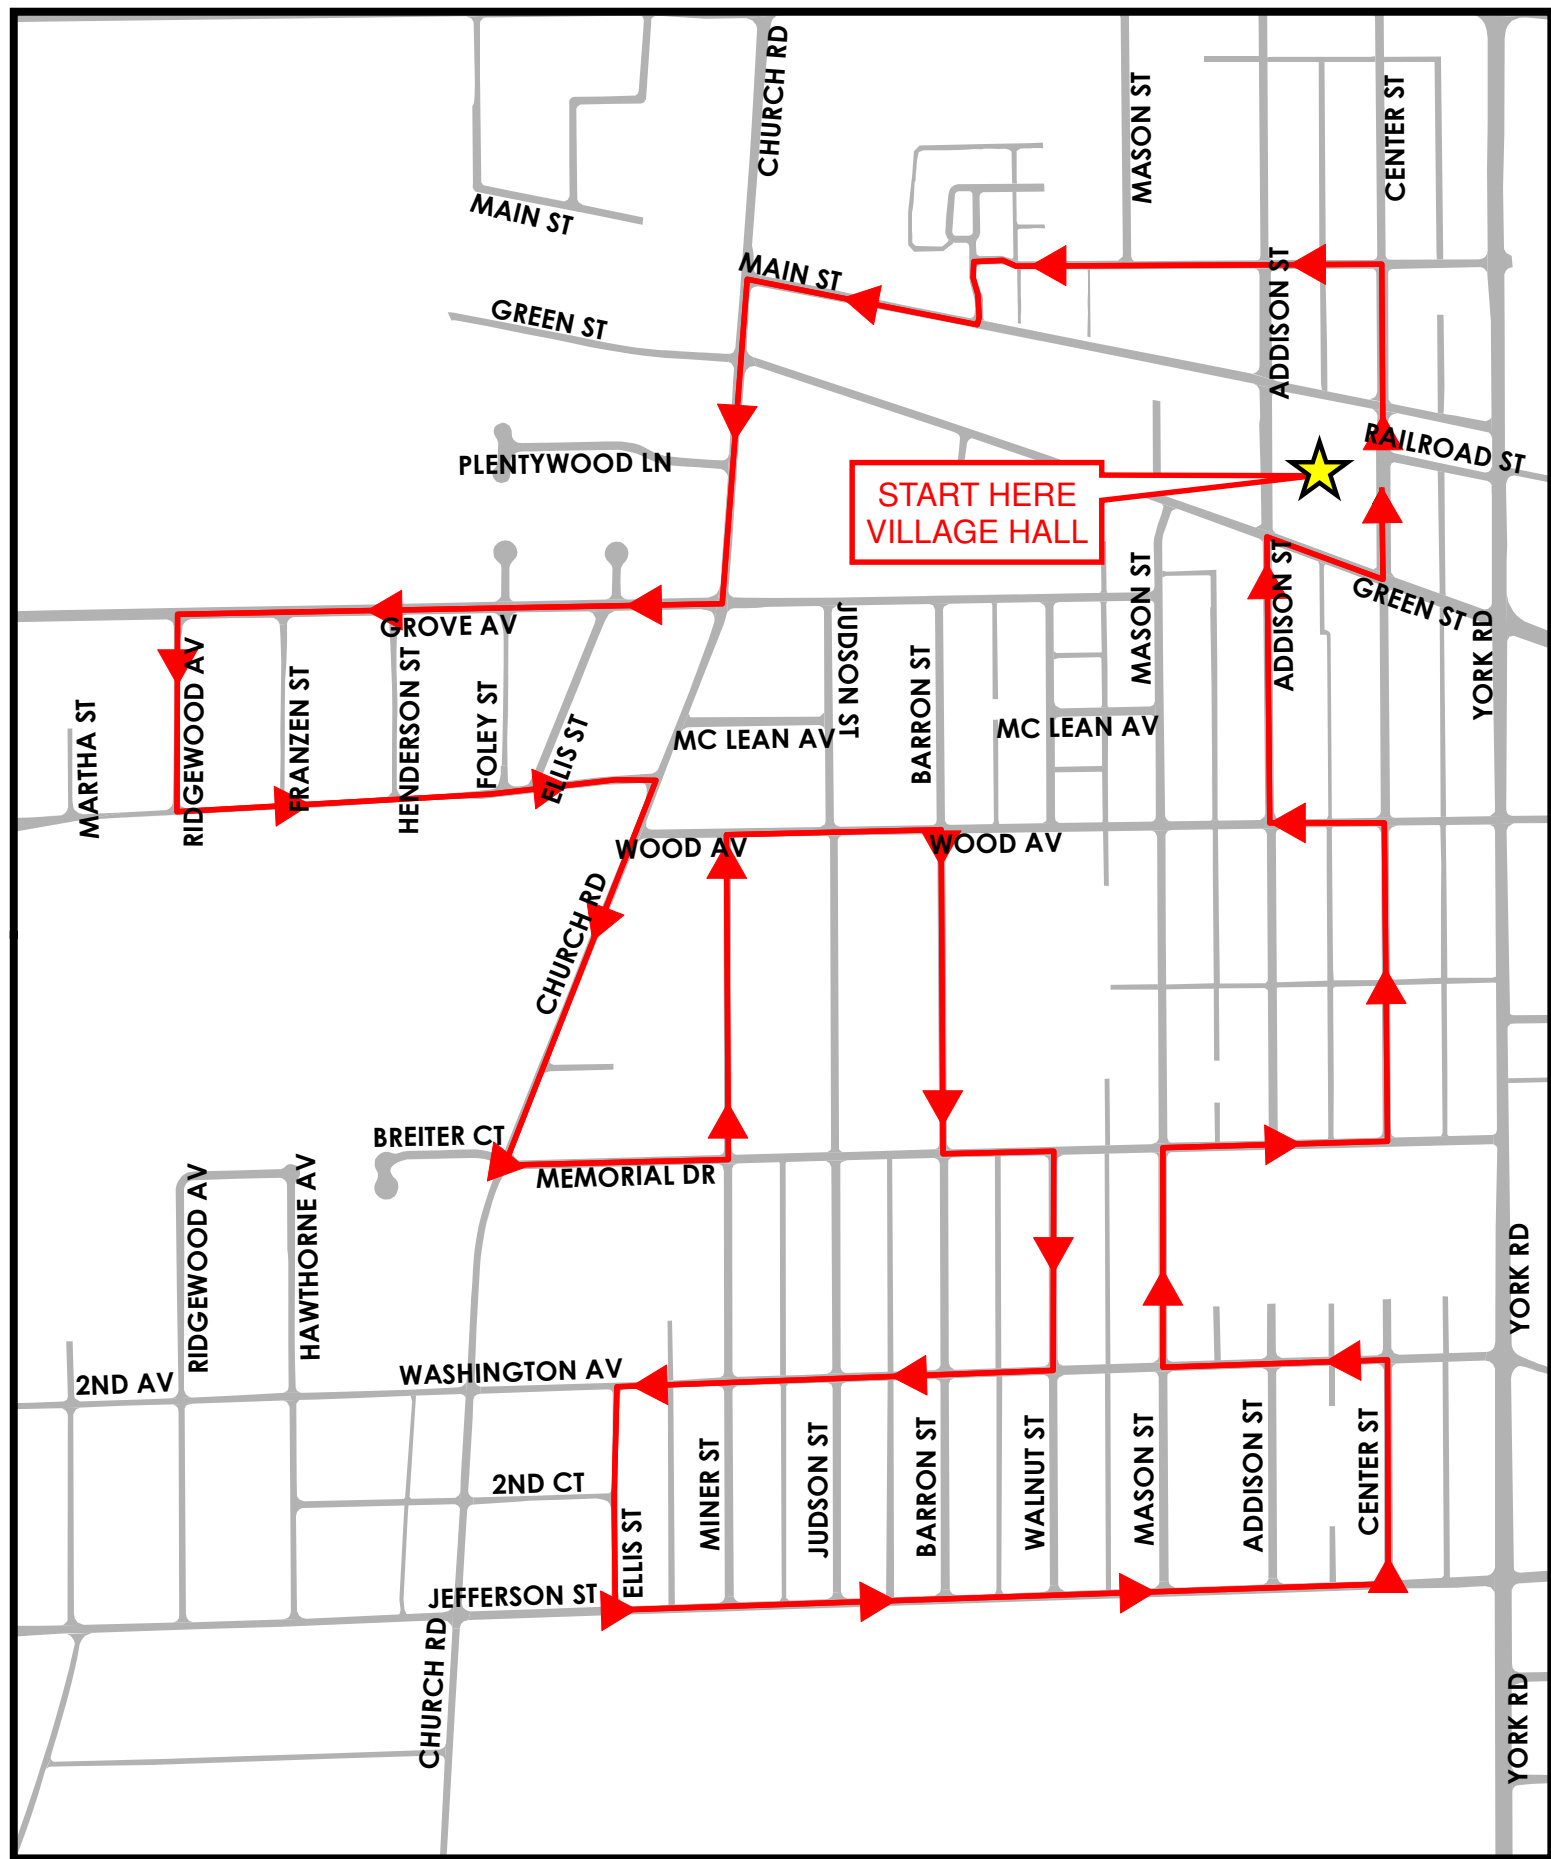 CHURCH RD
MASON ST
CENTER ST
MAIN ST
MAIN ST
ADDISON ST
GREEN ST
RAILROAD ST
PLENTYWOOD LN
START HERE
VILLAGE HALL
GREEN ST
GROVE AV
JUDSON ST
MASON ST
ADDISON ST
YORK RD
MARTHA ST
RIDGEWOOD AV
FRANZEN ST
HENDERSON ST
FOLEY ST
ELLIS ST
MC LEAN AV
BARRON ST
MC LEAN AV
WOOD AV
WOOD AV
CHURCH RD
BREITER CT
MEMORIAL DR
RIDGEWOOD AV
HAWTHORNE AV
YORK RD
2ND AV
WASHINGTON AV
2ND CT
ELLIS ST
MINER ST
JUDSON ST
BARRON ST
WALNUT ST
MASON ST
ADDISON ST
CENTER ST
JEFFERSON ST
CHURCH RD
YORK RD